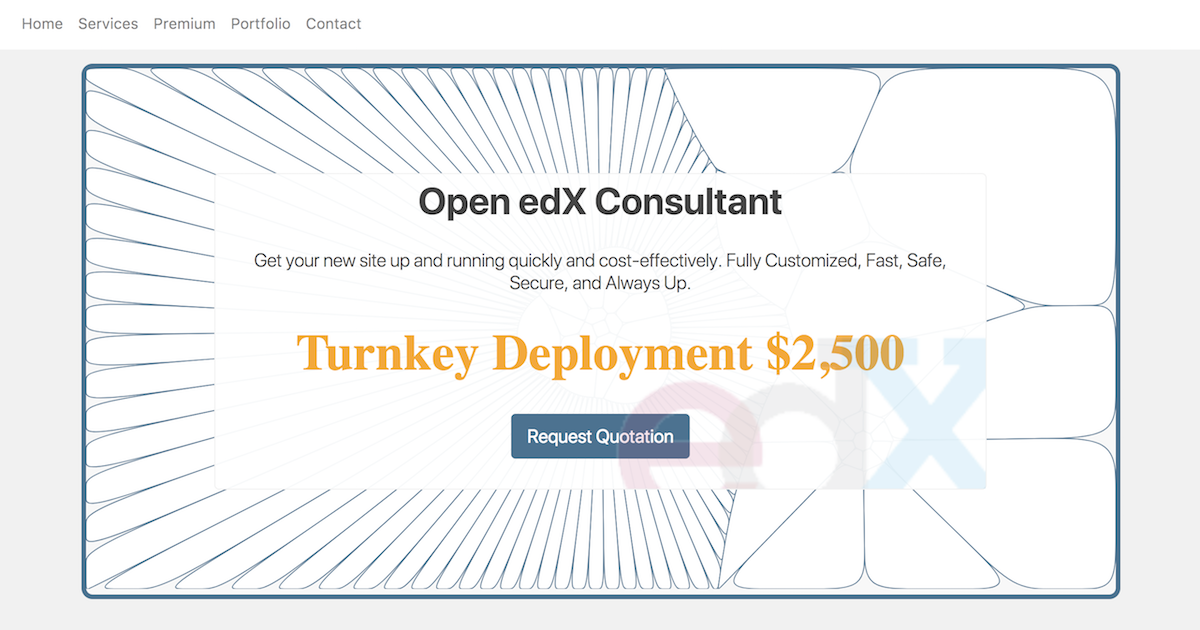 Home Services Premium Portfolio Contact
Open edX Consultant
Get your new site up and running quickly and cost-effectively. Fully Customized, Fast, Safe,
Secure, and Always Up.
Turnkey Deployment $2,500
Request Quotation
edX